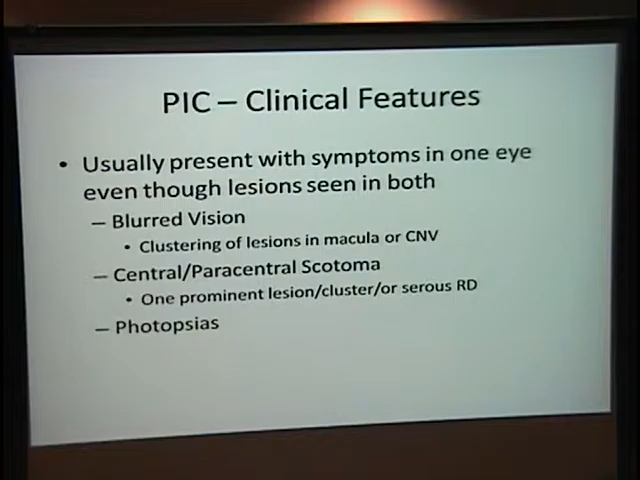 PIC – Clinical Features
• Usually present with symptoms in one eye
even though lesions seen in both
– Blurred Vision
• Clustering of lesions in macula or CNV
– Central/Paracentral Scotoma
• One prominent lesion/cluster/or serous RD
– Photopsias